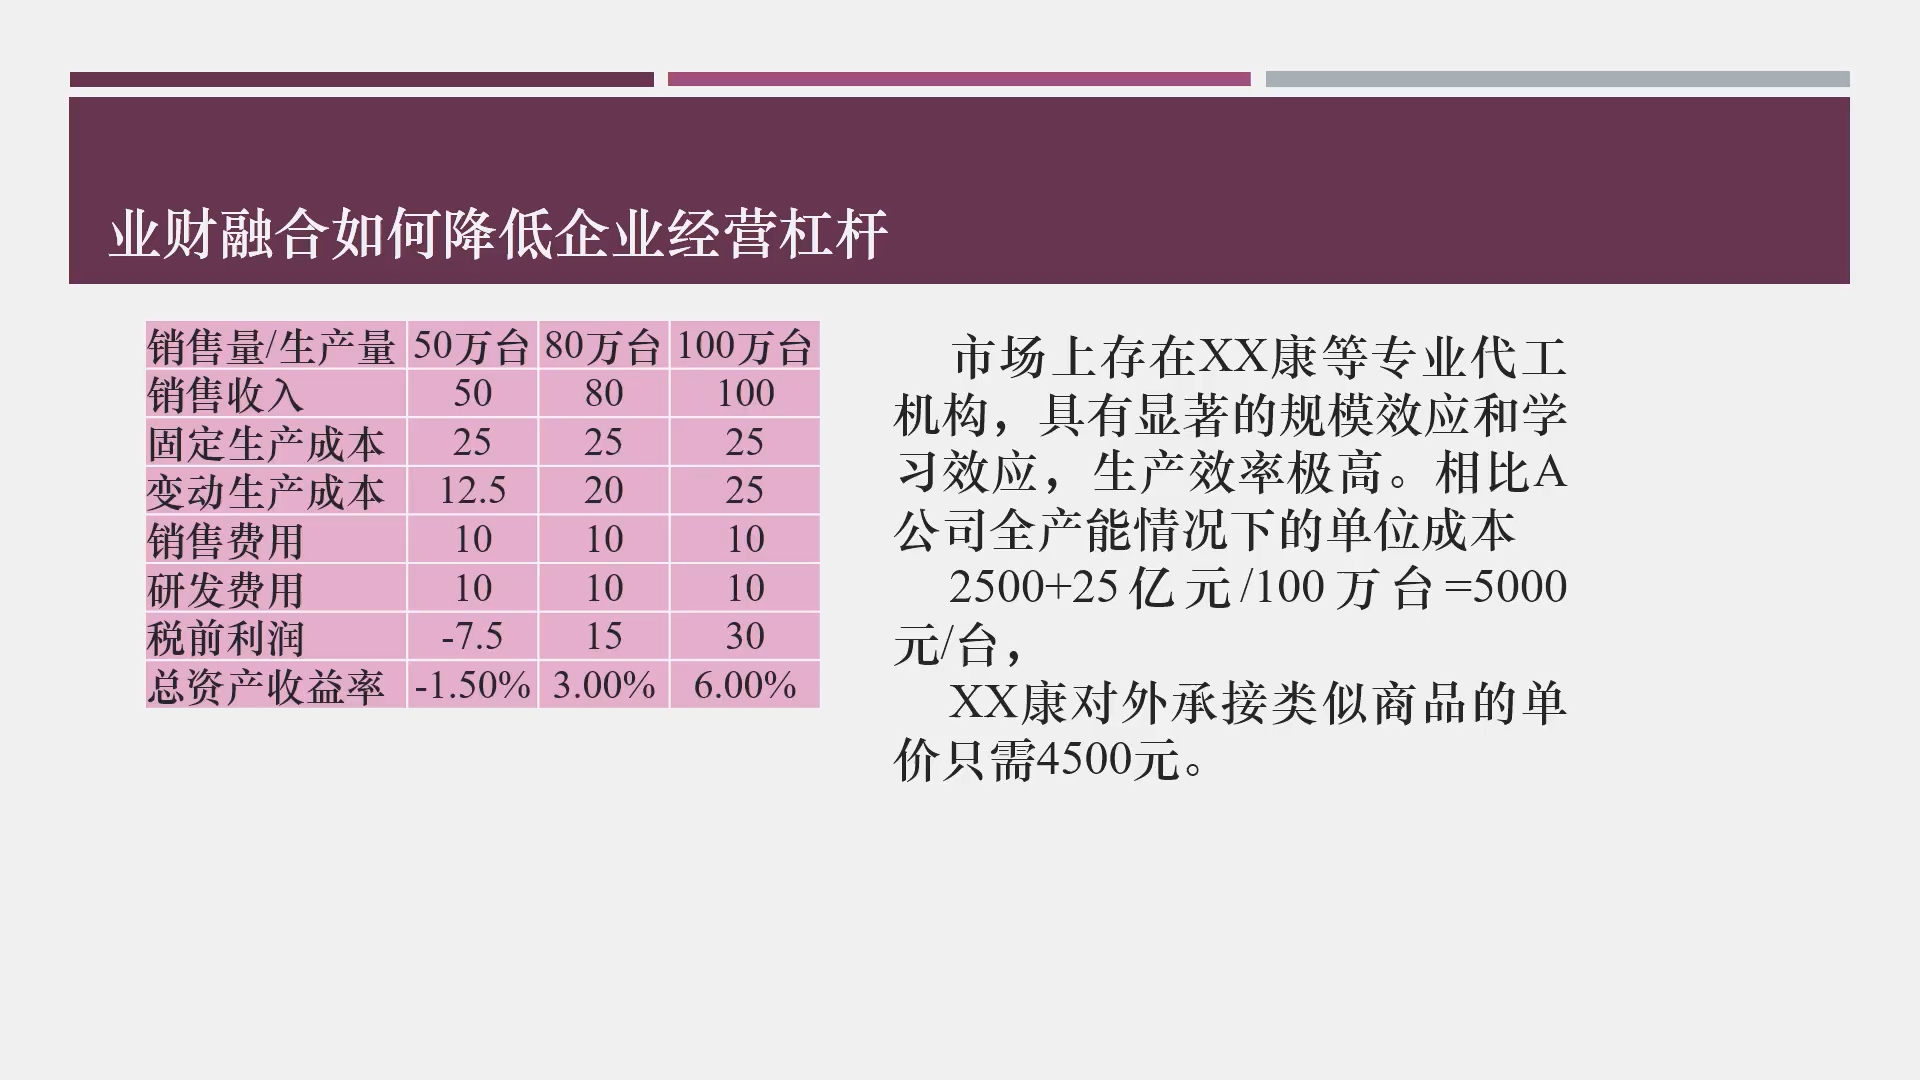 业财融合如何降低企业经营杠杆
销售量/生产量 50万台 80万台 100万台
销售收入 50 80 100
固定生产成本 25 25 25
变动生产成本 12.5 20 25
销售费用 10 10 10
研发费用 10 10 10
税前利润 -7.5 15 30
总资产收益率 -1.50% 3.00% 6.00%
市场上存在XX康等专业代工
机构，具有显著的规模效应和学
习效应，生产效率极高。相比A
公司全产能情况下的单位成本
2500+25亿元/100万台=5000
元/台，
XX康对外承接类似商品的单
价只需4500元。